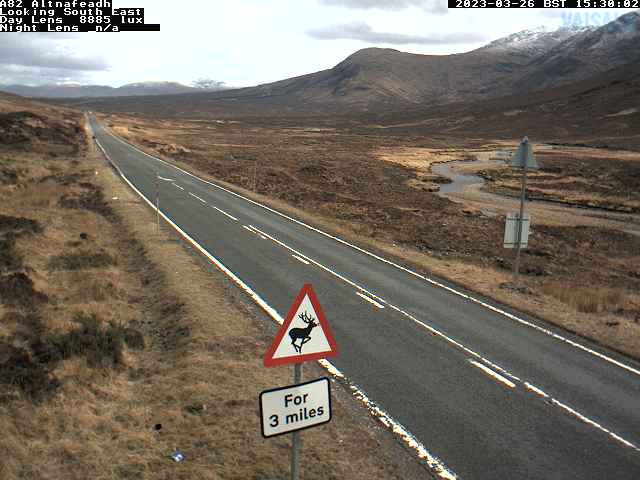 A82 Altnafeadh
Looking South East
Day Lens 8885 lux
Night Lens n/a
2023-03-26 BST 15:30:02
VAISALA
For
3 miles